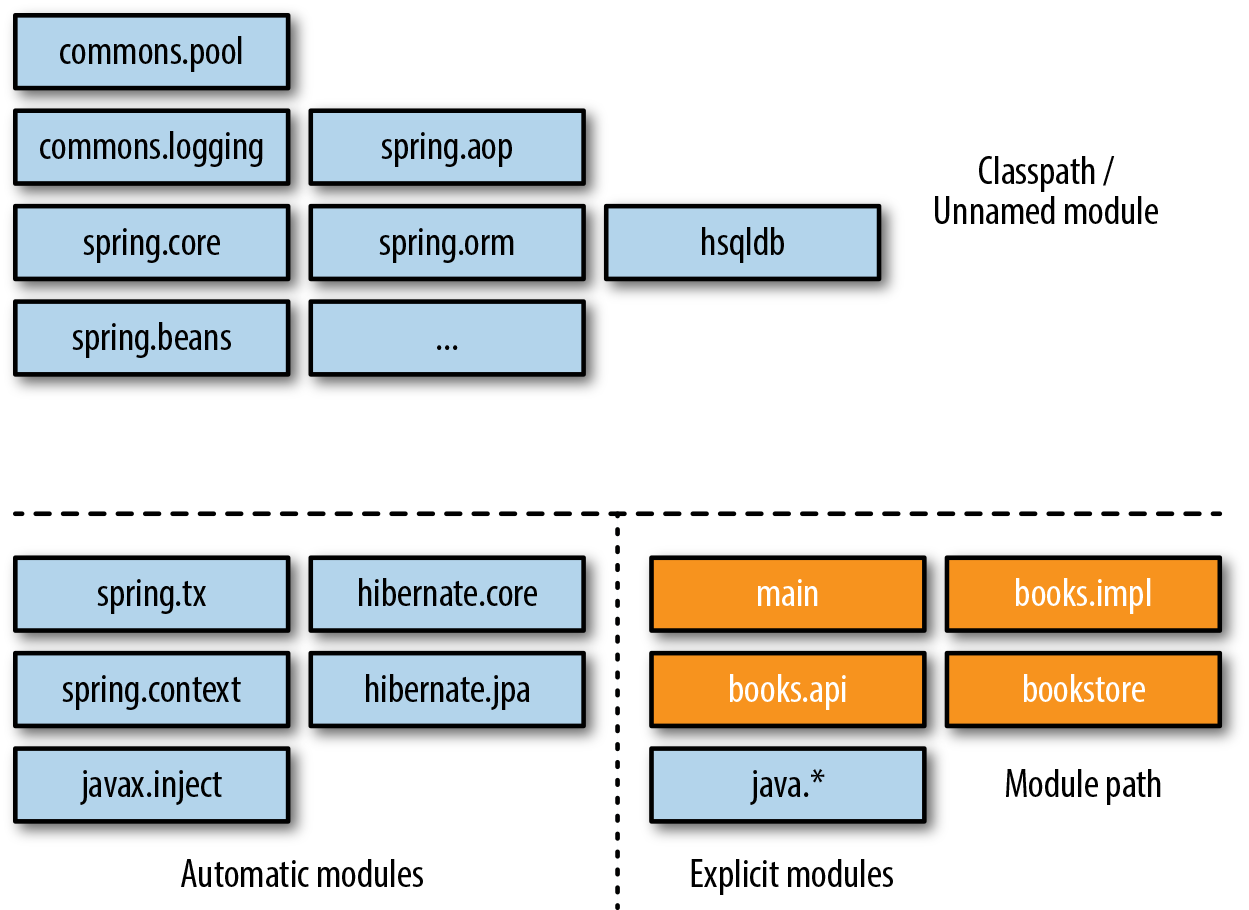 commons.pool
commons.logging
spring.aop
Classpath /
Unnamed module
spring.core
spring.orm
hsqldb
spring.beans
...
spring.tx
hibernate.core
main
books.impl
spring.context
hibernate.jpa
books.api
bookstore
javax.inject
java.*
Module path
Automatic modules
Explicit modules